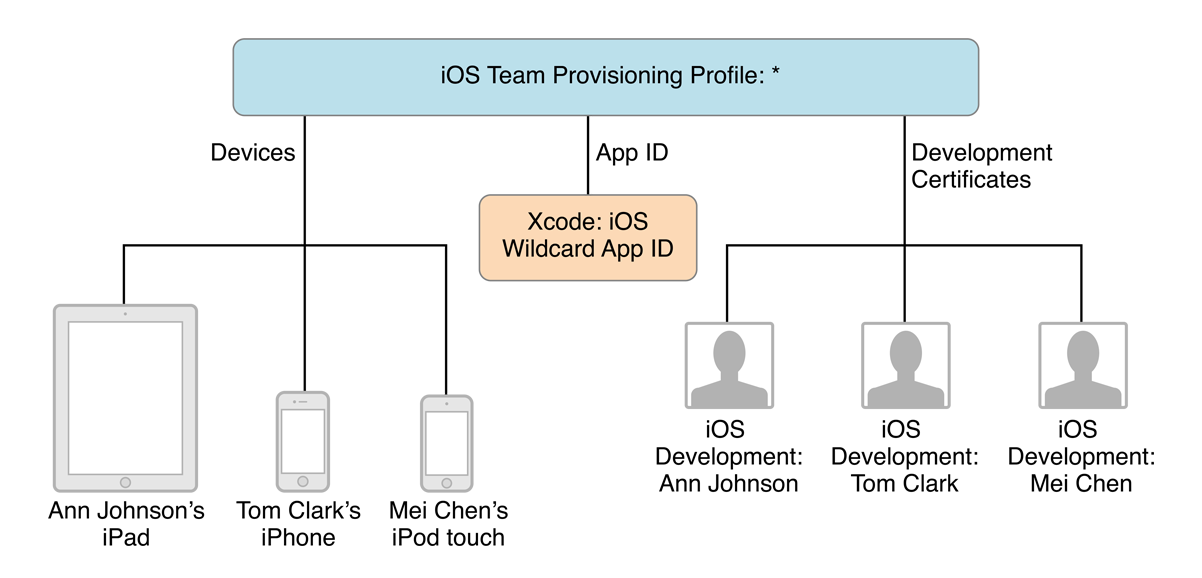 iOS Team Provisioning Profile: *
Devices
App ID
Development
Certificates
Xcode: iOS
Wildcard App ID
Ann Johnson’s
iPad
Tom Clark’s
iPhone
Mei Chen’s
iPod touch
iOS
Development:
Ann Johnson
iOS
Development:
Tom Clark
iOS
Development:
Mei Chen